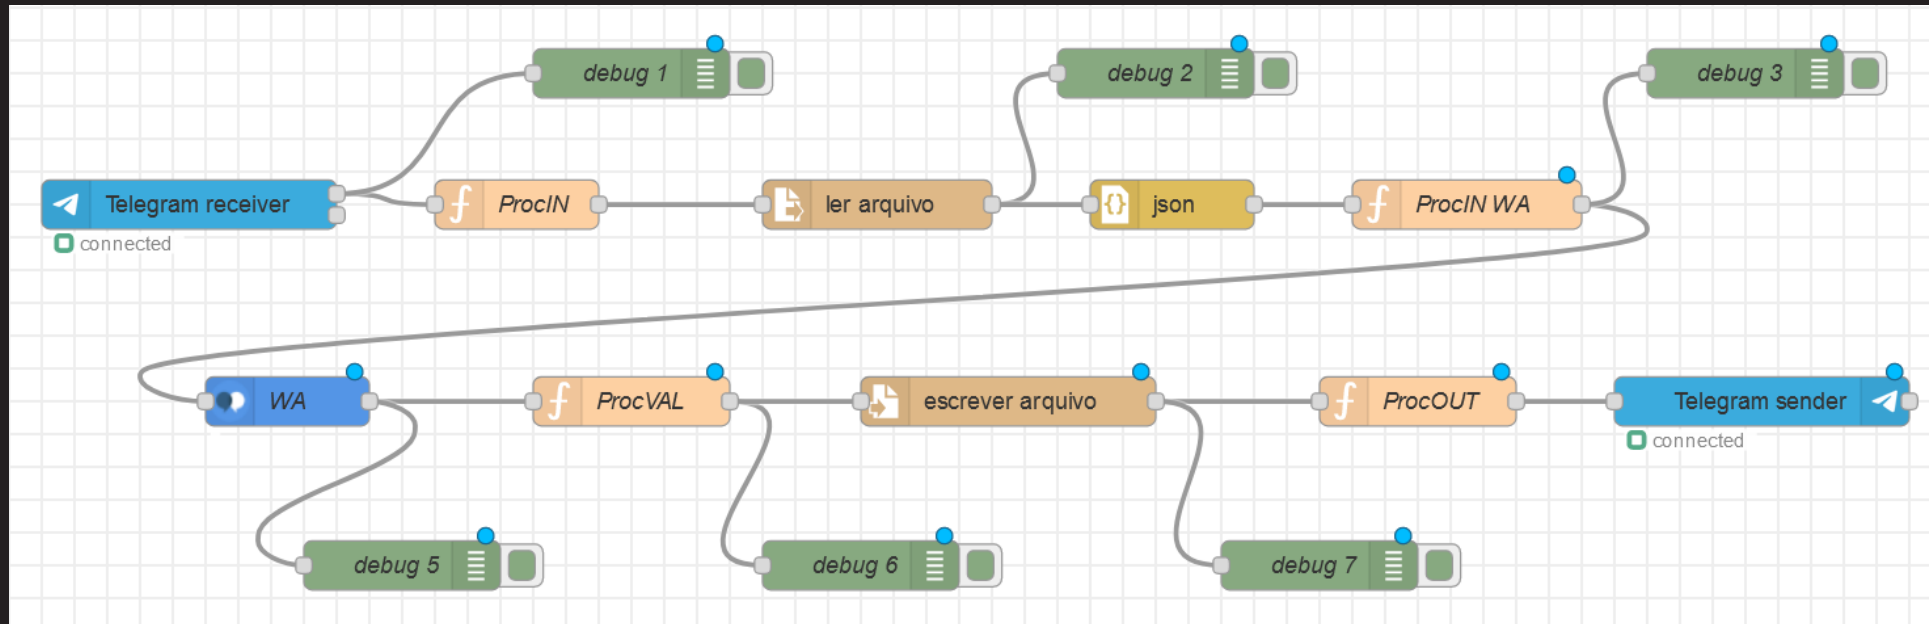 debug 1
debug 2
debug 3
Telegram receiver
ProcIN
ler arquivo
json
ProcIN WA
connected
WA
ProcVAL
escrever arquivo
ProcOUT
Telegram sender
connected
debug 5
debug 6
debug 7